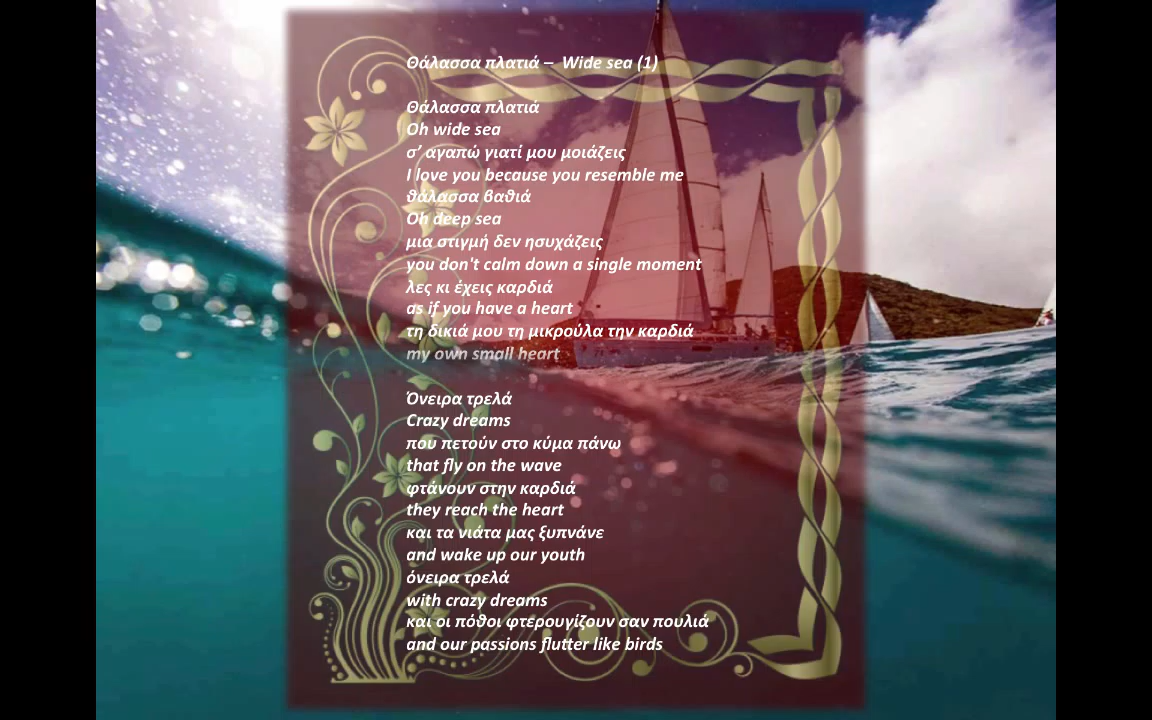 Θάλασσα πλατιά – Wide sea (1)
Θάλασσα πλατιά
Oh wide sea
σ’ αγαπώ γιατί μου μοιάζεις
I love you because you resemble me
θάλασσα βαθιά
Oh deep sea
μια στιγμή δεν ησυχάζεις
you don't calm down a single moment
λες κι έχεις καρδιά
as if you have a heart
τη δικιά μου τη μικρούλα την καρδιά
my own small heart
Όνειρα τρελά
Crazy dreams
που πετούν στο κύμα πάνω
that fly on the wave
φτάνουν στην καρδιά
they reach the heart
και τα νιάτα μας ξυπνάνε
and wake up our youth
όνειρα τρελά
with crazy dreams
και οι πόθοι φτερουγίζουν σαν πουλιά
and our passions flutter like birds